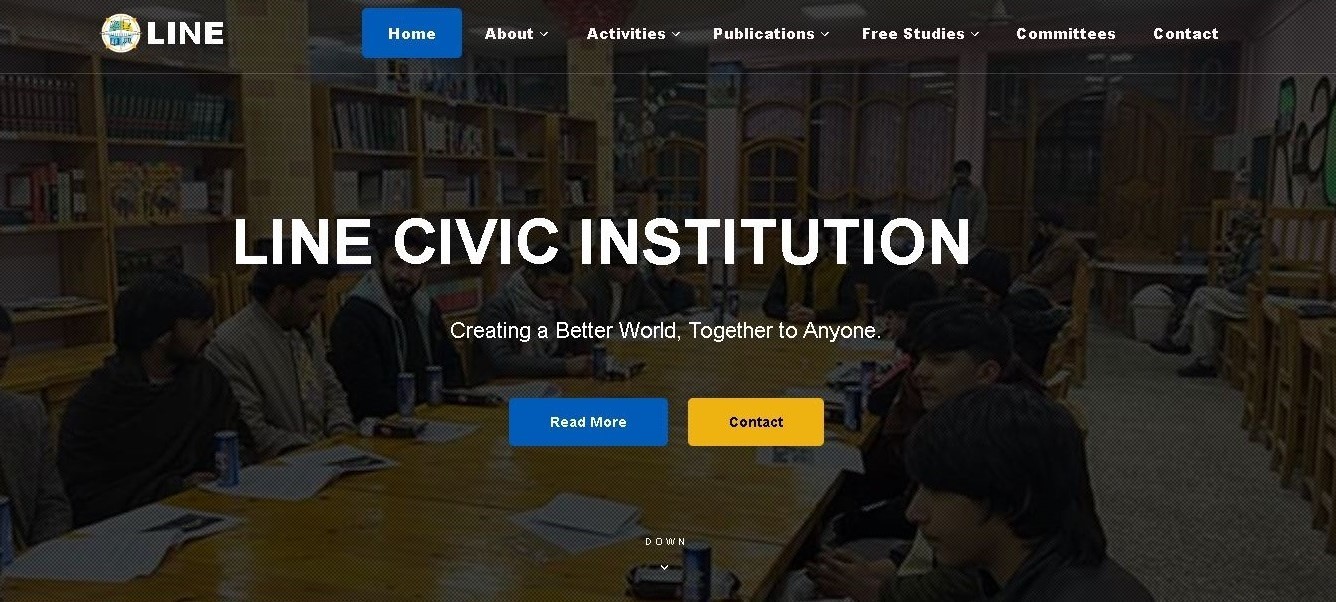 LINE
Home
About
Activities
Publications
Free Studies
Committees
Contact
LINE CIVIC INSTITUTION
Creating a Better World, Together to Anyone.
Read More
Contact
DOWN